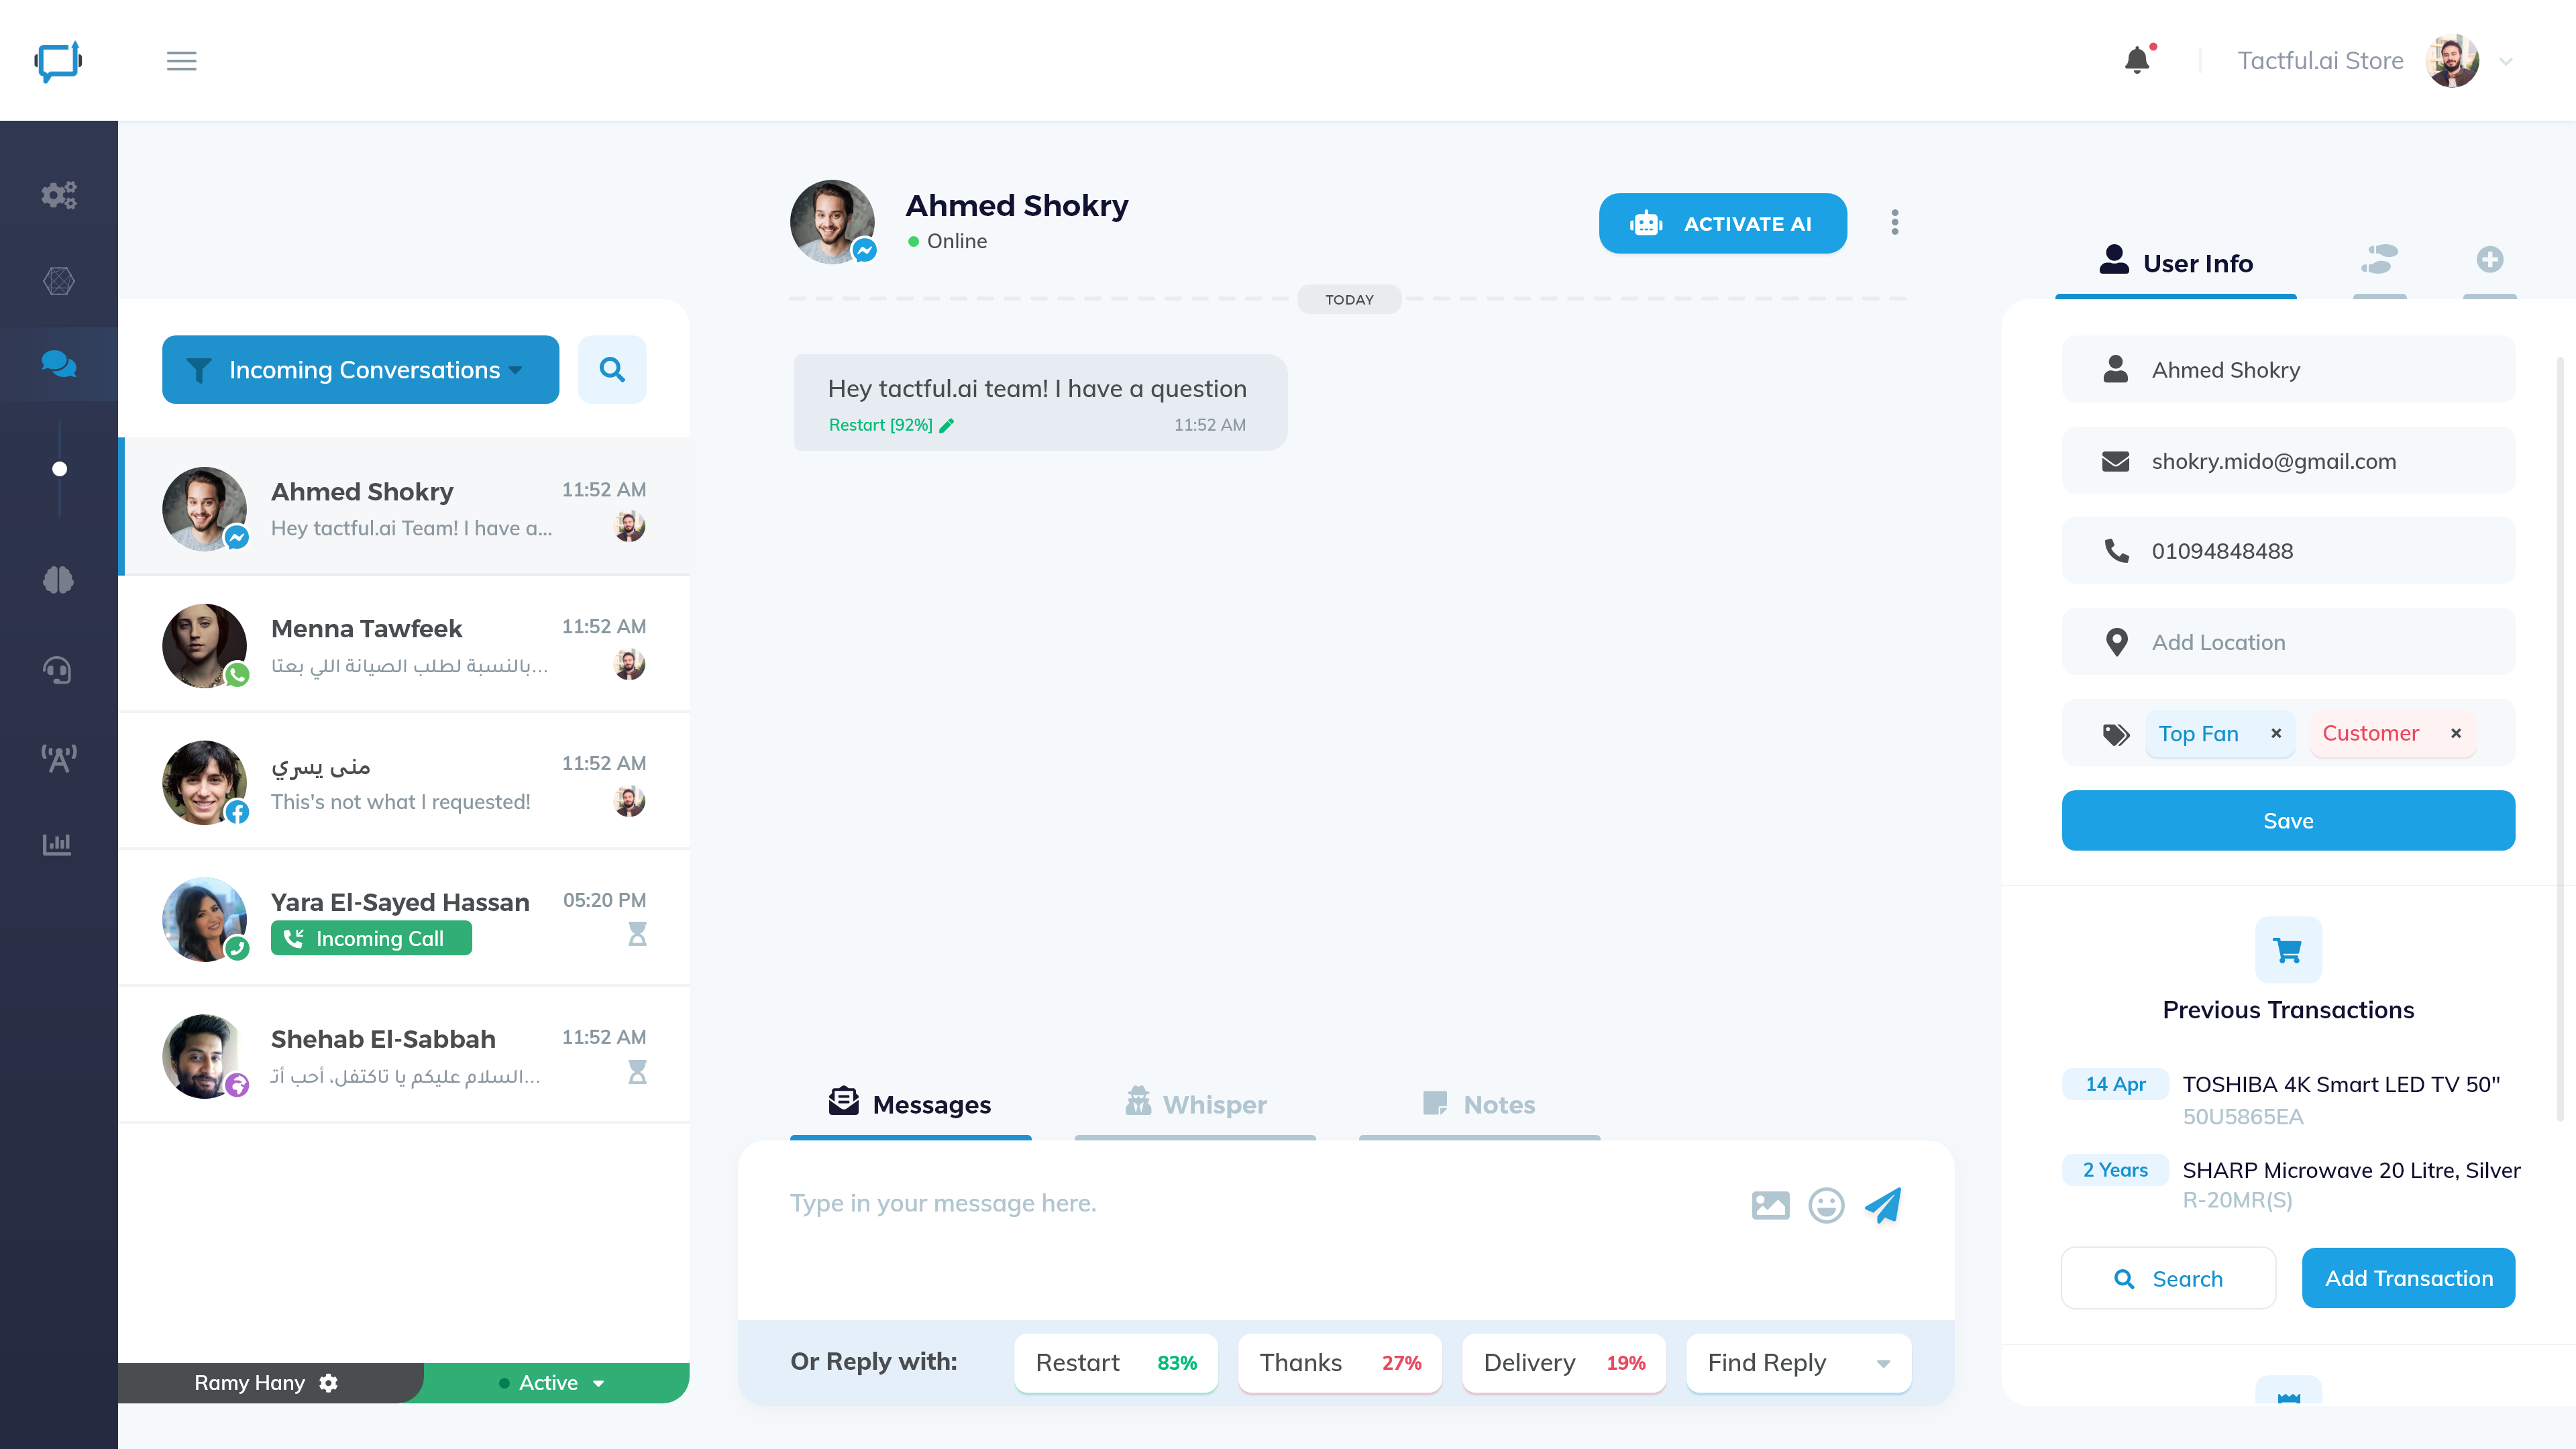 Tactful.ai Store
Incoming Conversations
Ahmed Shokry
11:52 AM
Hey tactful.ai Team! I have a...
Menna Tawfeek
11:52 AM
بالنسبة لطلب الصيانة اللي بعتا...
منى يسري
11:52 AM
This's not what I requested!
Yara El-Sayed Hassan
05:20 PM
Incoming Call
Shehab El-Sabbah
11:52 AM
السلام عليكم يا تاكتفل، أحب أتـ...
Ramy Hany
Active
Ahmed Shokry
Online
ACTIVATE AI
TODAY
Hey tactful.ai team! I have a question
Restart [92%]
11:52 AM
Messages
Whisper
Notes
Type in your message here.
Or Reply with:
Restart 83%
Thanks 27%
Delivery 19%
Find Reply
User Info
Ahmed Shokry
shokry.mido@gmail.com
01094848488
Add Location
Top Fan ×
Customer ×
Save
Previous Transactions
14 Apr
TOSHIBA 4K Smart LED TV 50"
50U5865EA
2 Years
SHARP Microwave 20 Litre, Silver
R-20MR(S)
Search
Add Transaction